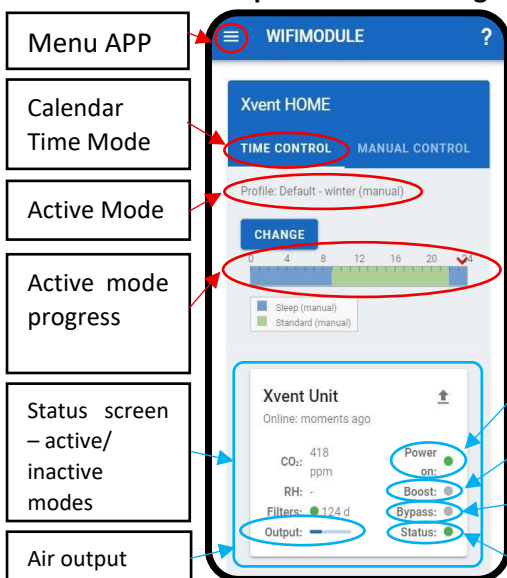 Menu APP
Calendar
Time Mode
Active Mode
Active mode
progress
Status screen
– active/
inactive
modes
Air output
WIFIMODULE ?
Xvent HOME
TIME CONTROL MANUAL CONTROL
Profile: Default - winter (manual)
CHANGE
0 4 8 12 16 20 24
Sleep (manual)
Standard (manual)
Xvent Unit
Online: moments ago
CO₂: 418 ppm
Power on:
RH: -
Boost:
Filters: 124 d
Bypass:
Output:
Status: